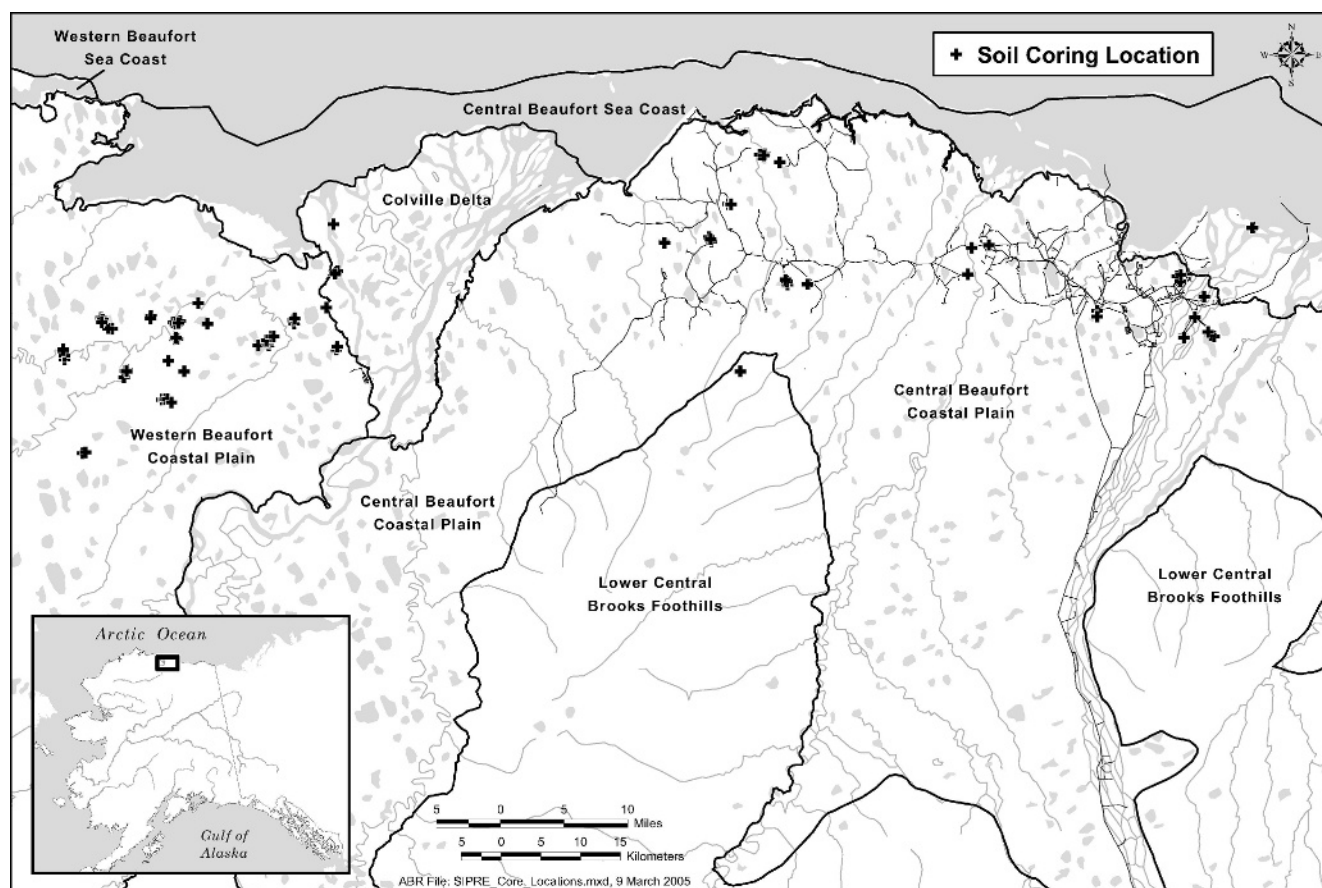 Western Beaufort
Sea Coast
N
W
E
S
+ Soil Coring Location
Central Beaufort Sea Coast
Colville Delta
Western Beaufort
Coastal Plain
Central Beaufort
Coastal Plain
Central Beaufort
Coastal Plain
Lower Central
Brooks Foothills
Lower Central
Brooks Foothills
Arctic Ocean
Gulf of
Alaska
5 0 5 10
Miles
5 0 5 10 15
Kilometers
ABR File: SIPRE_Core_Locations.mxd, 9 March 2005